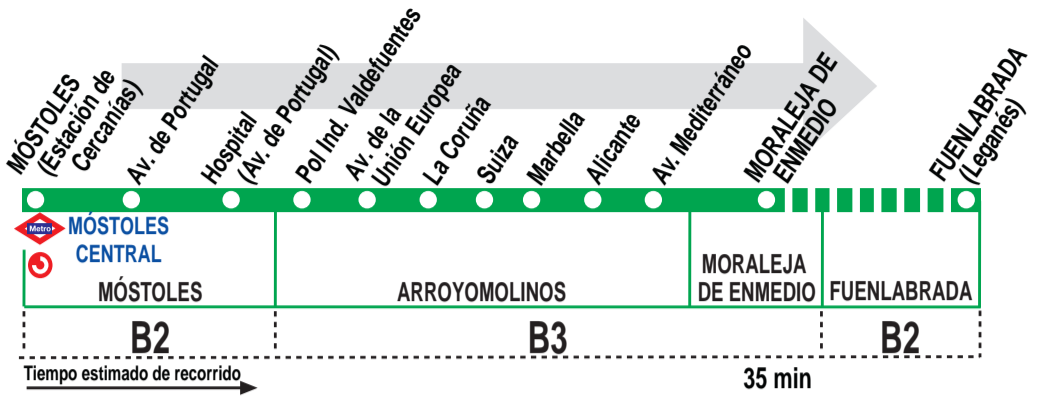 MÓSTOLES
(Estación de
Cercanías)
Av. de Portugal
Hospital
(Av. de Portugal)
Pol Ind. Valdefuentes
Av. de la
Unión Europea
La Coruña
Suiza
Marbella
Alicante
Av. Mediterráneo
MORALEJA DE
ENMEDIO
FUENLABRADA
(Leganés)
Metro
MÓSTOLES
CENTRAL
MÓSTOLES
ARROYOMOLINOS
MORALEJA
DE ENMEDIO
FUENLABRADA
B2
B3
B2
Tiempo estimado de recorrido
35 min